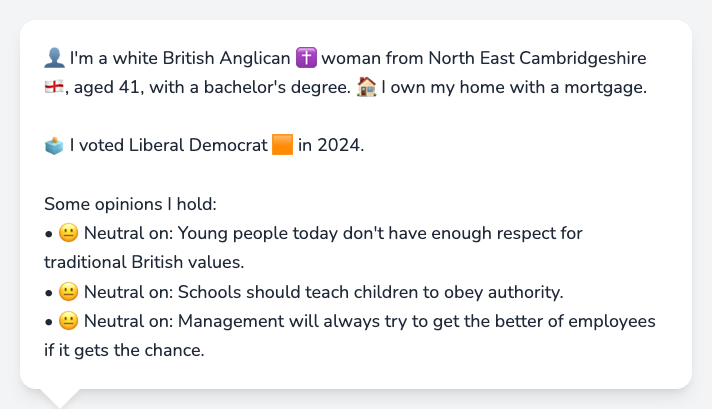 👤 I'm a white British Anglican ✝️ woman from North East Cambridgeshire
🏴󠁧󠁢󠁥󠁮󠁧󠁿, aged 41, with a bachelor's degree. 🏠 I own my home with a mortgage.
🗳️ I voted Liberal Democrat 🟧 in 2024.
Some opinions I hold:
• 😐 Neutral on: Young people today don't have enough respect for
traditional British values.
• 😐 Neutral on: Schools should teach children to obey authority.
• 😐 Neutral on: Management will always try to get the better of employees
if it gets the chance.